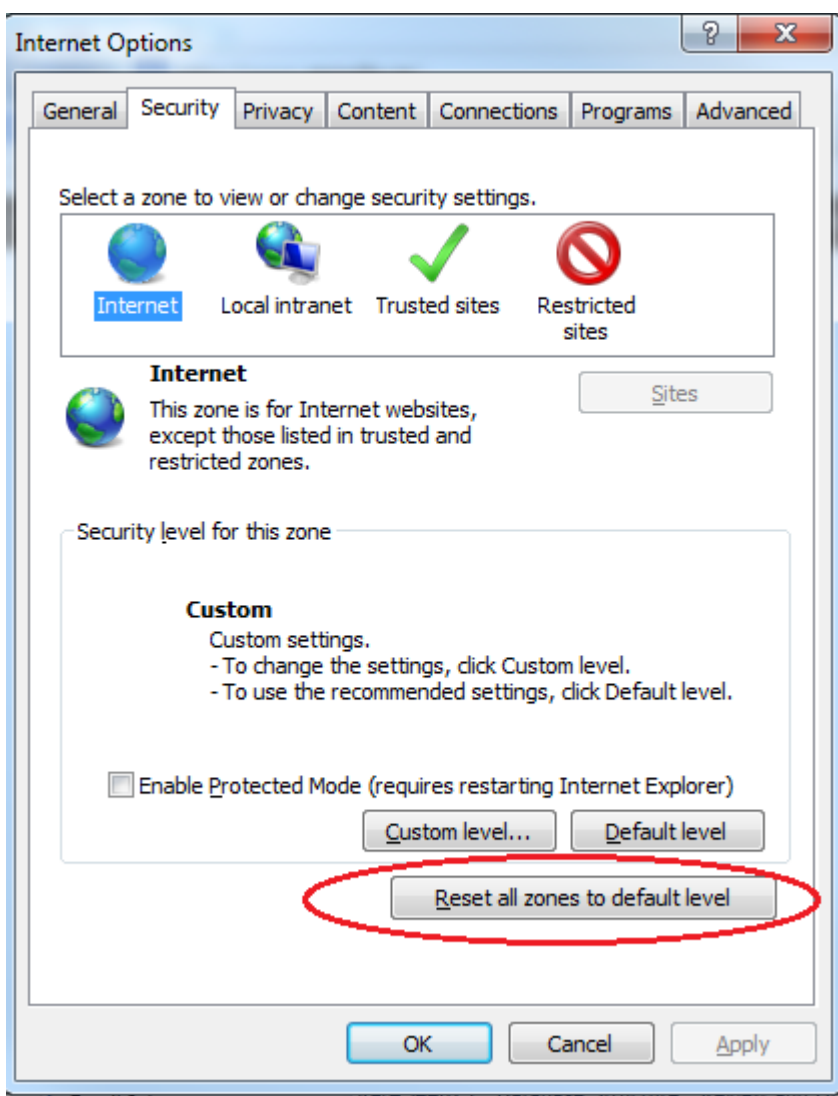 Internet Options
General Security Privacy Content Connections Programs Advanced
Select a zone to view or change security settings.
Internet Local intranet Trusted sites Restricted
sites
Internet
Sites
This zone is for Internet websites,
except those listed in trusted and
restricted zones.
Security level for this zone
Custom
Custom settings.
- To change the settings, click Custom level.
- To use the recommended settings, click Default level.
Enable Protected Mode (requires restarting Internet Explorer)
Custom level... Default level
Reset all zones to default level
OK Cancel Apply